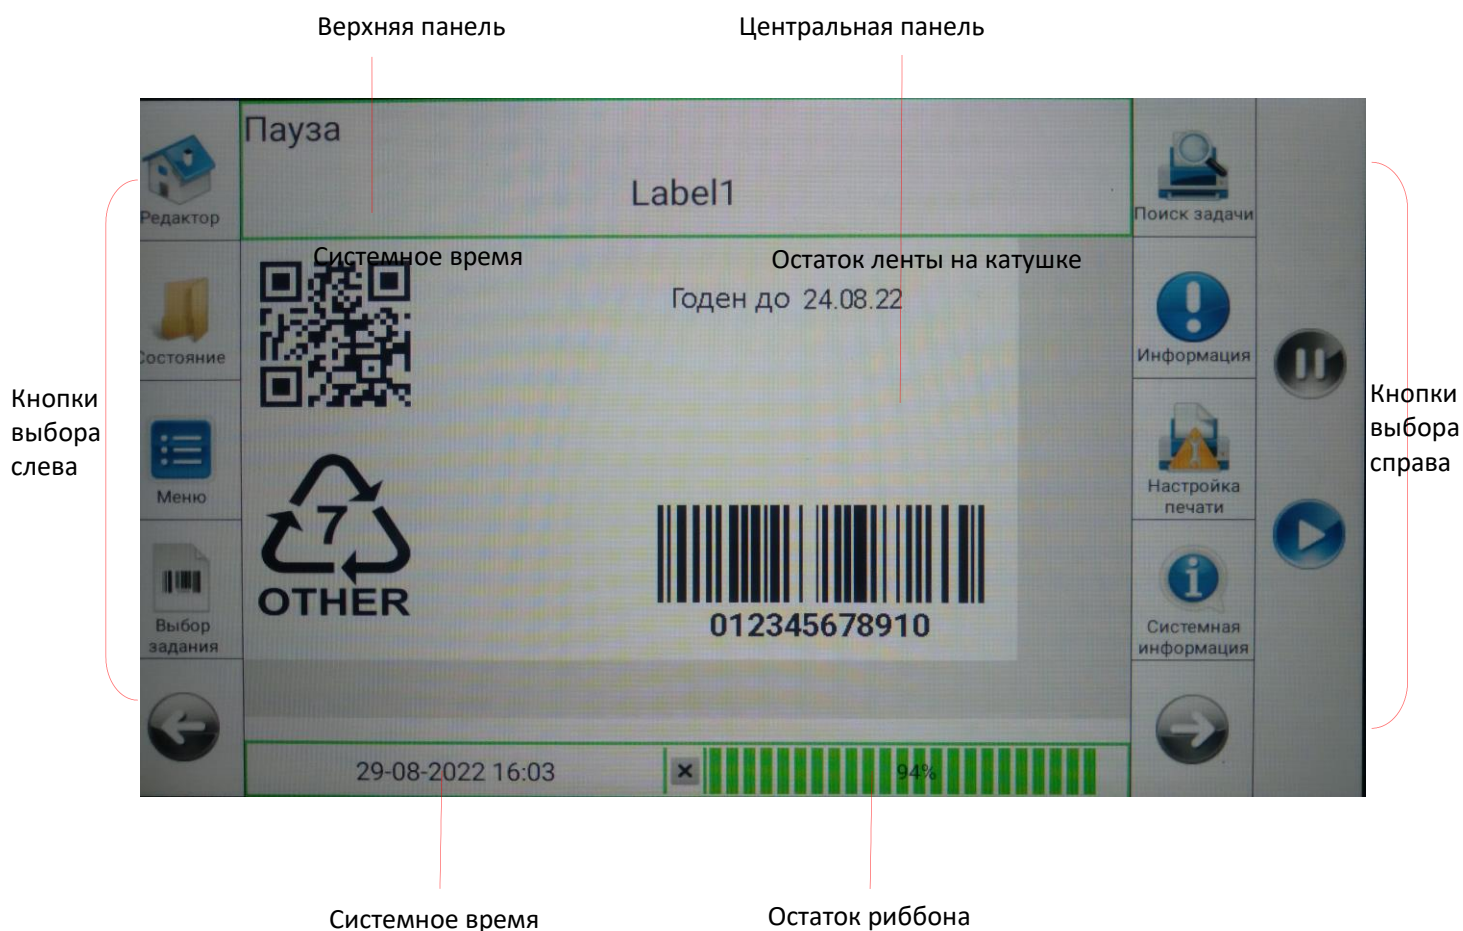 Верхняя панель
Центральная панель
Пауза
Label1
Редактор
Поиск задачи
Системное время
Остаток ленты на катушке
Годен до 24.08.22
Состояние
Информация
Кнопки
выбора
слева
Кнопки
выбора
справа
Меню
Настройка
печати
7
OTHER
012345678910
Выбор
задания
Системная
информация
29-08-2022 16:03
94%
Системное время
Остаток риббона